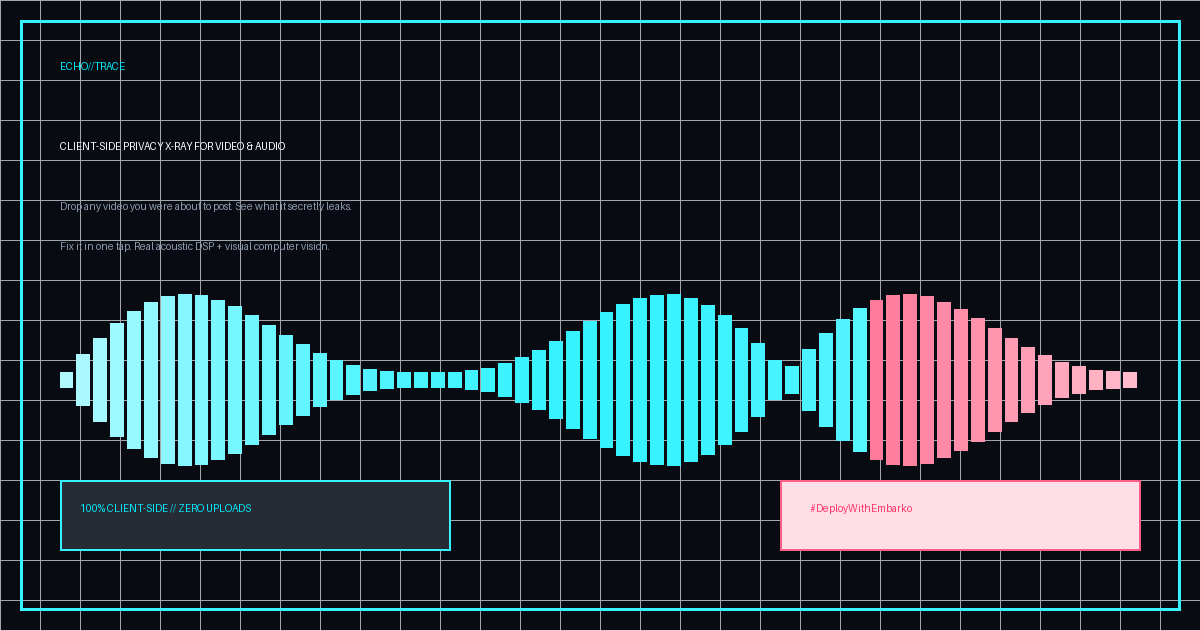 ECHO//TRACE
CLIENT-SIDE PRIVACY X-RAY FOR VIDEO & AUDIO
Drop any video you were about to post. See what it secretly leaks.
Fix it in one tap. Real acoustic DSP + visual computer vision.
100% CLIENT-SIDE // ZERO UPLOADS
#DeployWithEmbarko